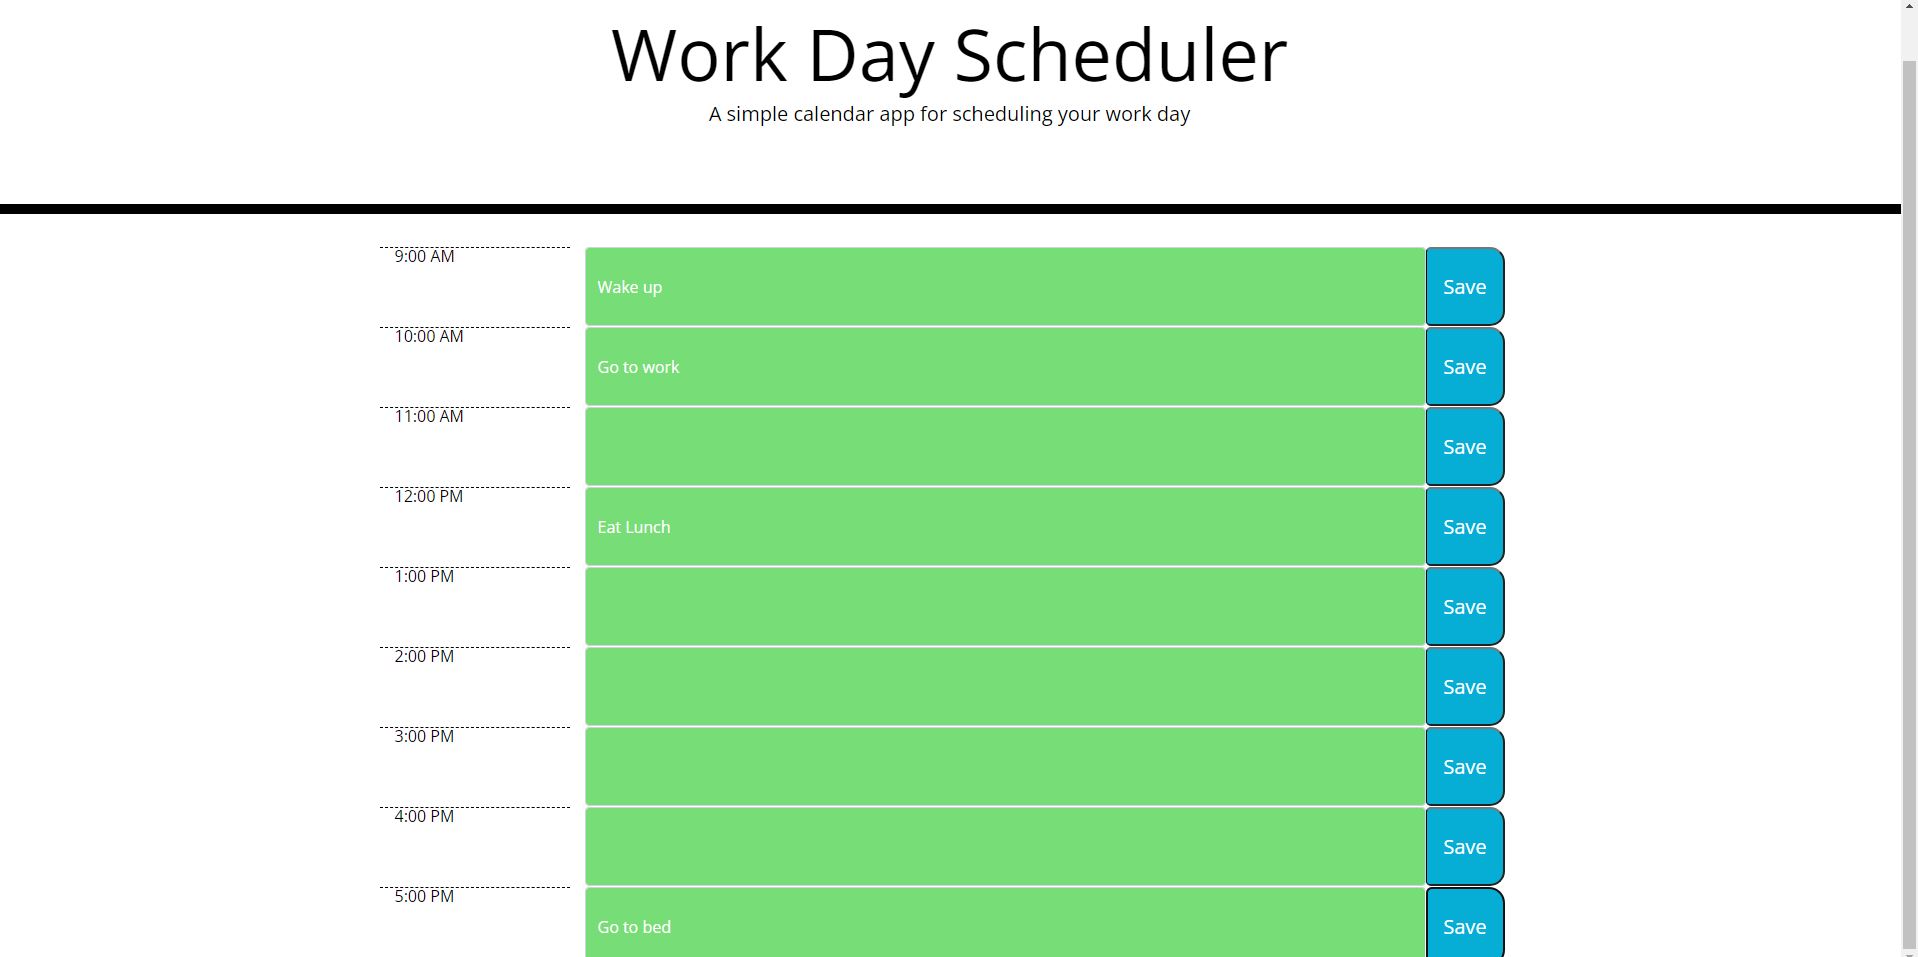 Work Day Scheduler
A simple calendar app for scheduling your work day
9:00 AM
Wake up
Save
10:00 AM
Go to work
Save
11:00 AM
Save
12:00 PM
Eat Lunch
Save
1:00 PM
Save
2:00 PM
Save
3:00 PM
Save
4:00 PM
Save
5:00 PM
Go to bed
Save